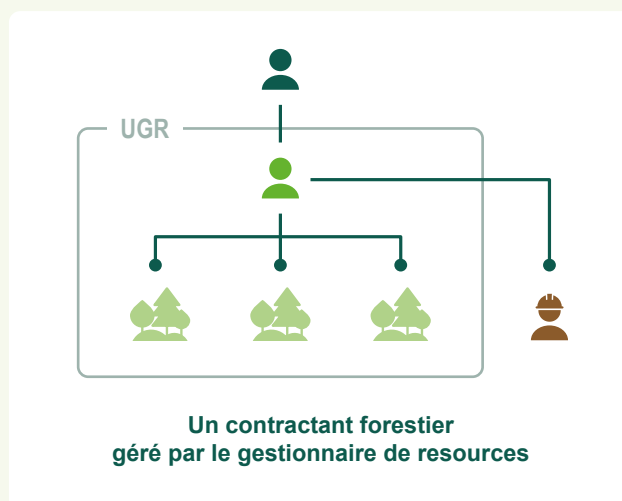 UGR
Un contractant forestier
géré par le gestionnaire de resources